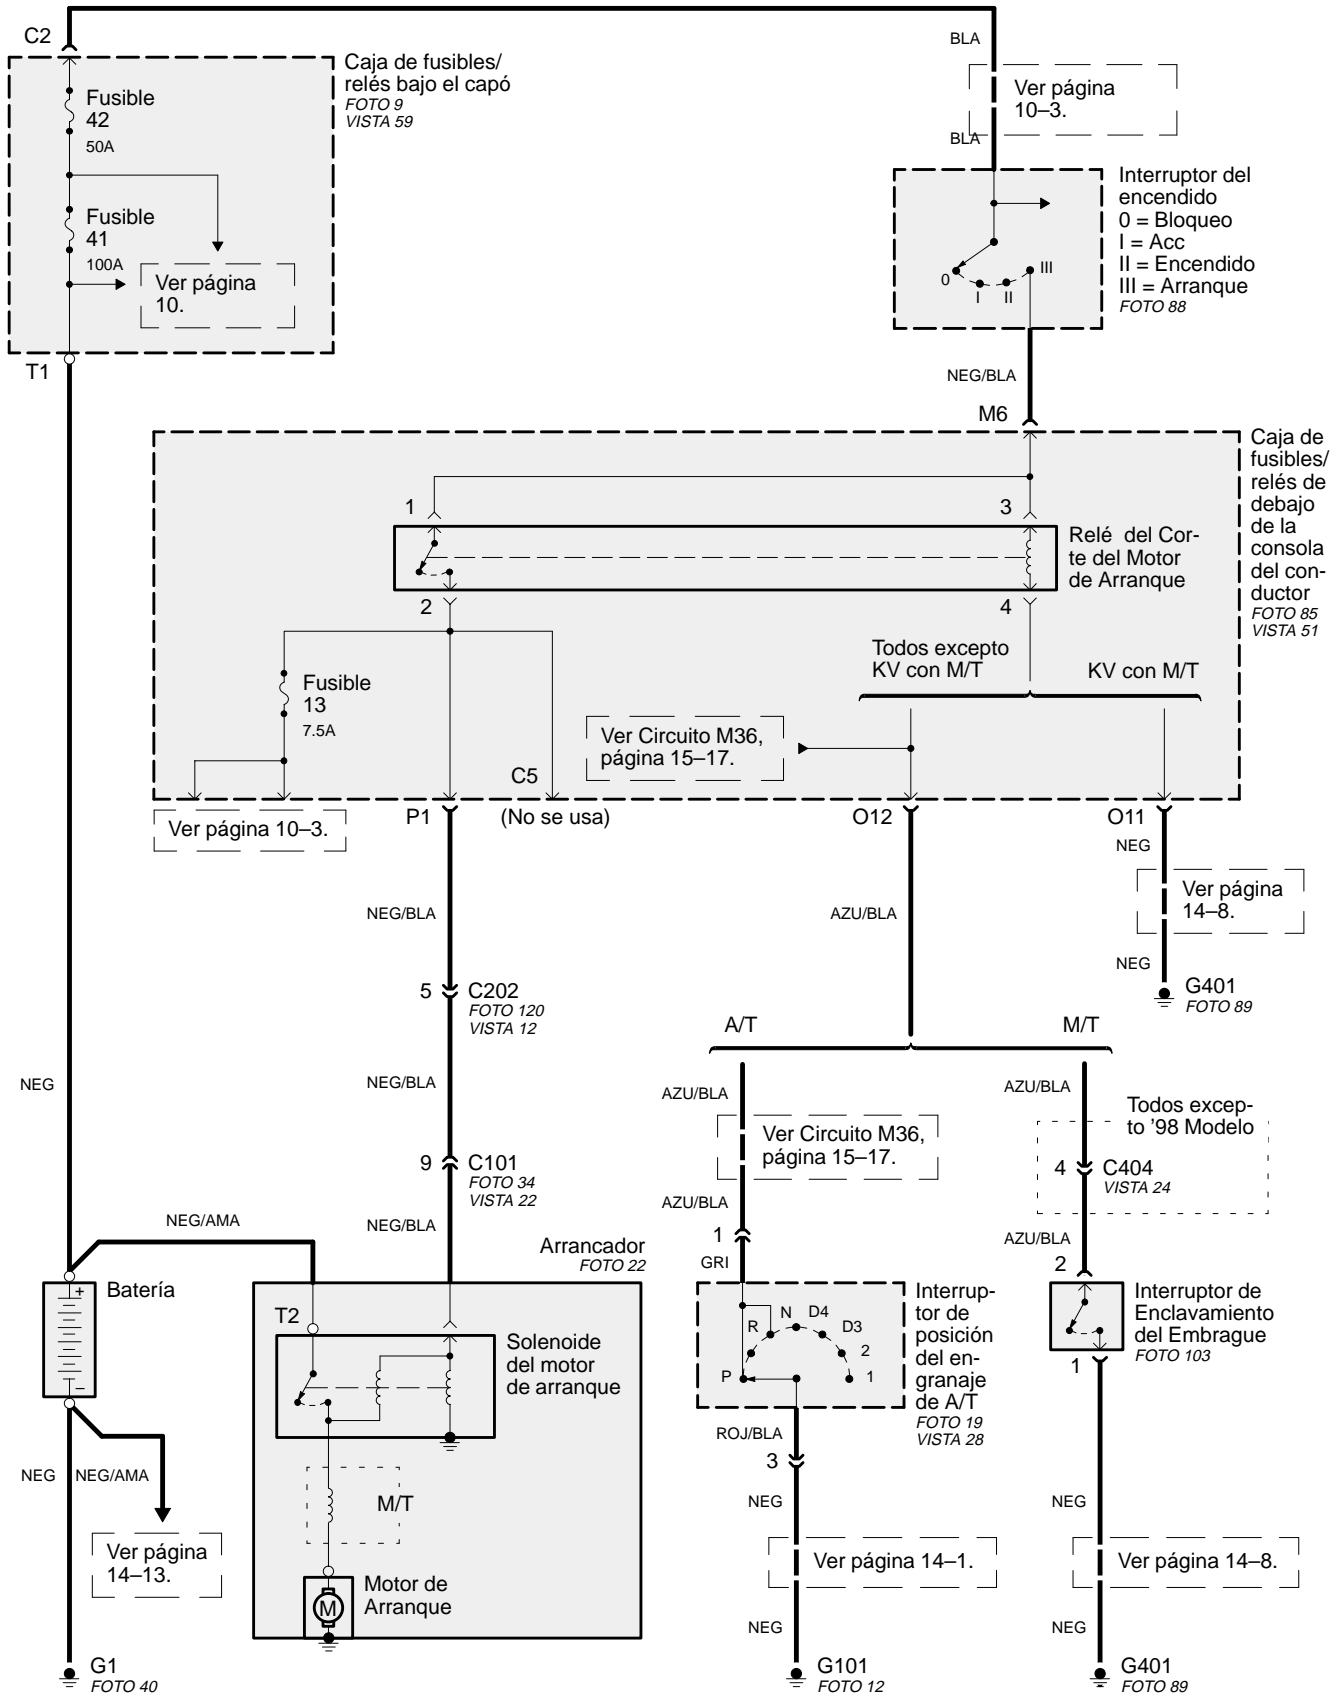 C2
Caja de fusibles/
relés bajo el capó
FOTO 9
VISTA 59
Fusible
42
50A
Fusible
41
100A
Ver página
10.
T1
BLA
Ver página
10–3.
BLA
Interruptor del
encendido
0 = Bloqueo
I = Acc
II = Encendido
III = Arranque
FOTO 88
0
I
II
III
NEG/BLA
M6
Caja de
fusibles/
relés de
debajo
de la
consola
del con-
ductor
FOTO 85
VISTA 51
1
3
Relé del Cor-
te del Motor
de Arranque
2
4
Todos excepto
KV con M/T
KV con M/T
Fusible
13
7.5A
Ver Circuito M36,
página 15–17.
C5
Ver página 10–3.
P1
(No se usa)
O12
O11
NEG
Ver página
14–8.
NEG
G401
FOTO 89
NEG/BLA
AZU/BLA
5
C202
FOTO 120
VISTA 12
A/T
M/T
NEG
NEG/BLA
AZU/BLA
AZU/BLA
Todos excep-
to '98 Modelo
Ver Circuito M36,
página 15–17.
9
C101
FOTO 34
VISTA 22
4
C404
VISTA 24
AZU/BLA
NEG/AMA
NEG/BLA
1
AZU/BLA
GRI
2
Arrancador
FOTO 22
+
Batería
–
T2
Solenoide
del motor
de arranque
P
R
N
D4
D3
2
1
Interrup-
tor de
posición
del en-
granaje
de A/T
FOTO 19
VISTA 28
Interruptor de
Enclavamiento
del Embrague
FOTO 103
1
ROJ/BLA
3
NEG
NEG/AMA
M/T
NEG
NEG
Ver página
14–13.
Ver página 14–1.
Ver página 14–8.
Motor de
Arranque
M
NEG
NEG
G1
FOTO 40
G101
FOTO 12
G401
FOTO 89